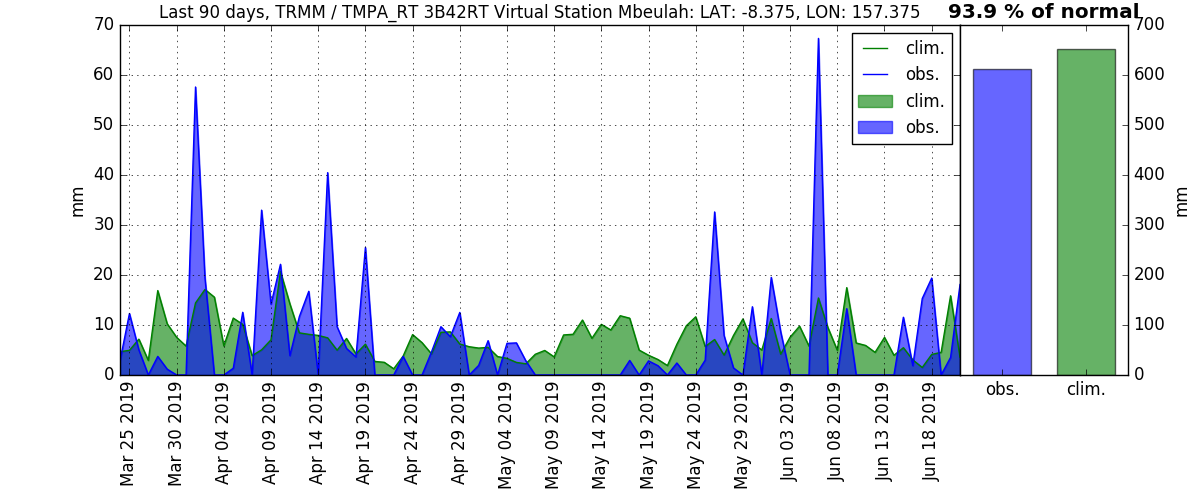 Last 90 days, TRMM / TMPA_RT 3B42RT Virtual Station Mbeulah: LAT: -8.375, LON: 157.375
93.9 % of normal
70
60
50
40
30
20
10
0
mm
clim.
obs.
clim.
obs.
700
600
500
400
300
200
100
0
mm
Mar 25 2019
Mar 30 2019
Apr 04 2019
Apr 09 2019
Apr 14 2019
Apr 19 2019
Apr 24 2019
Apr 29 2019
May 04 2019
May 09 2019
May 14 2019
May 19 2019
May 24 2019
May 29 2019
Jun 03 2019
Jun 08 2019
Jun 13 2019
Jun 18 2019
obs.
clim.